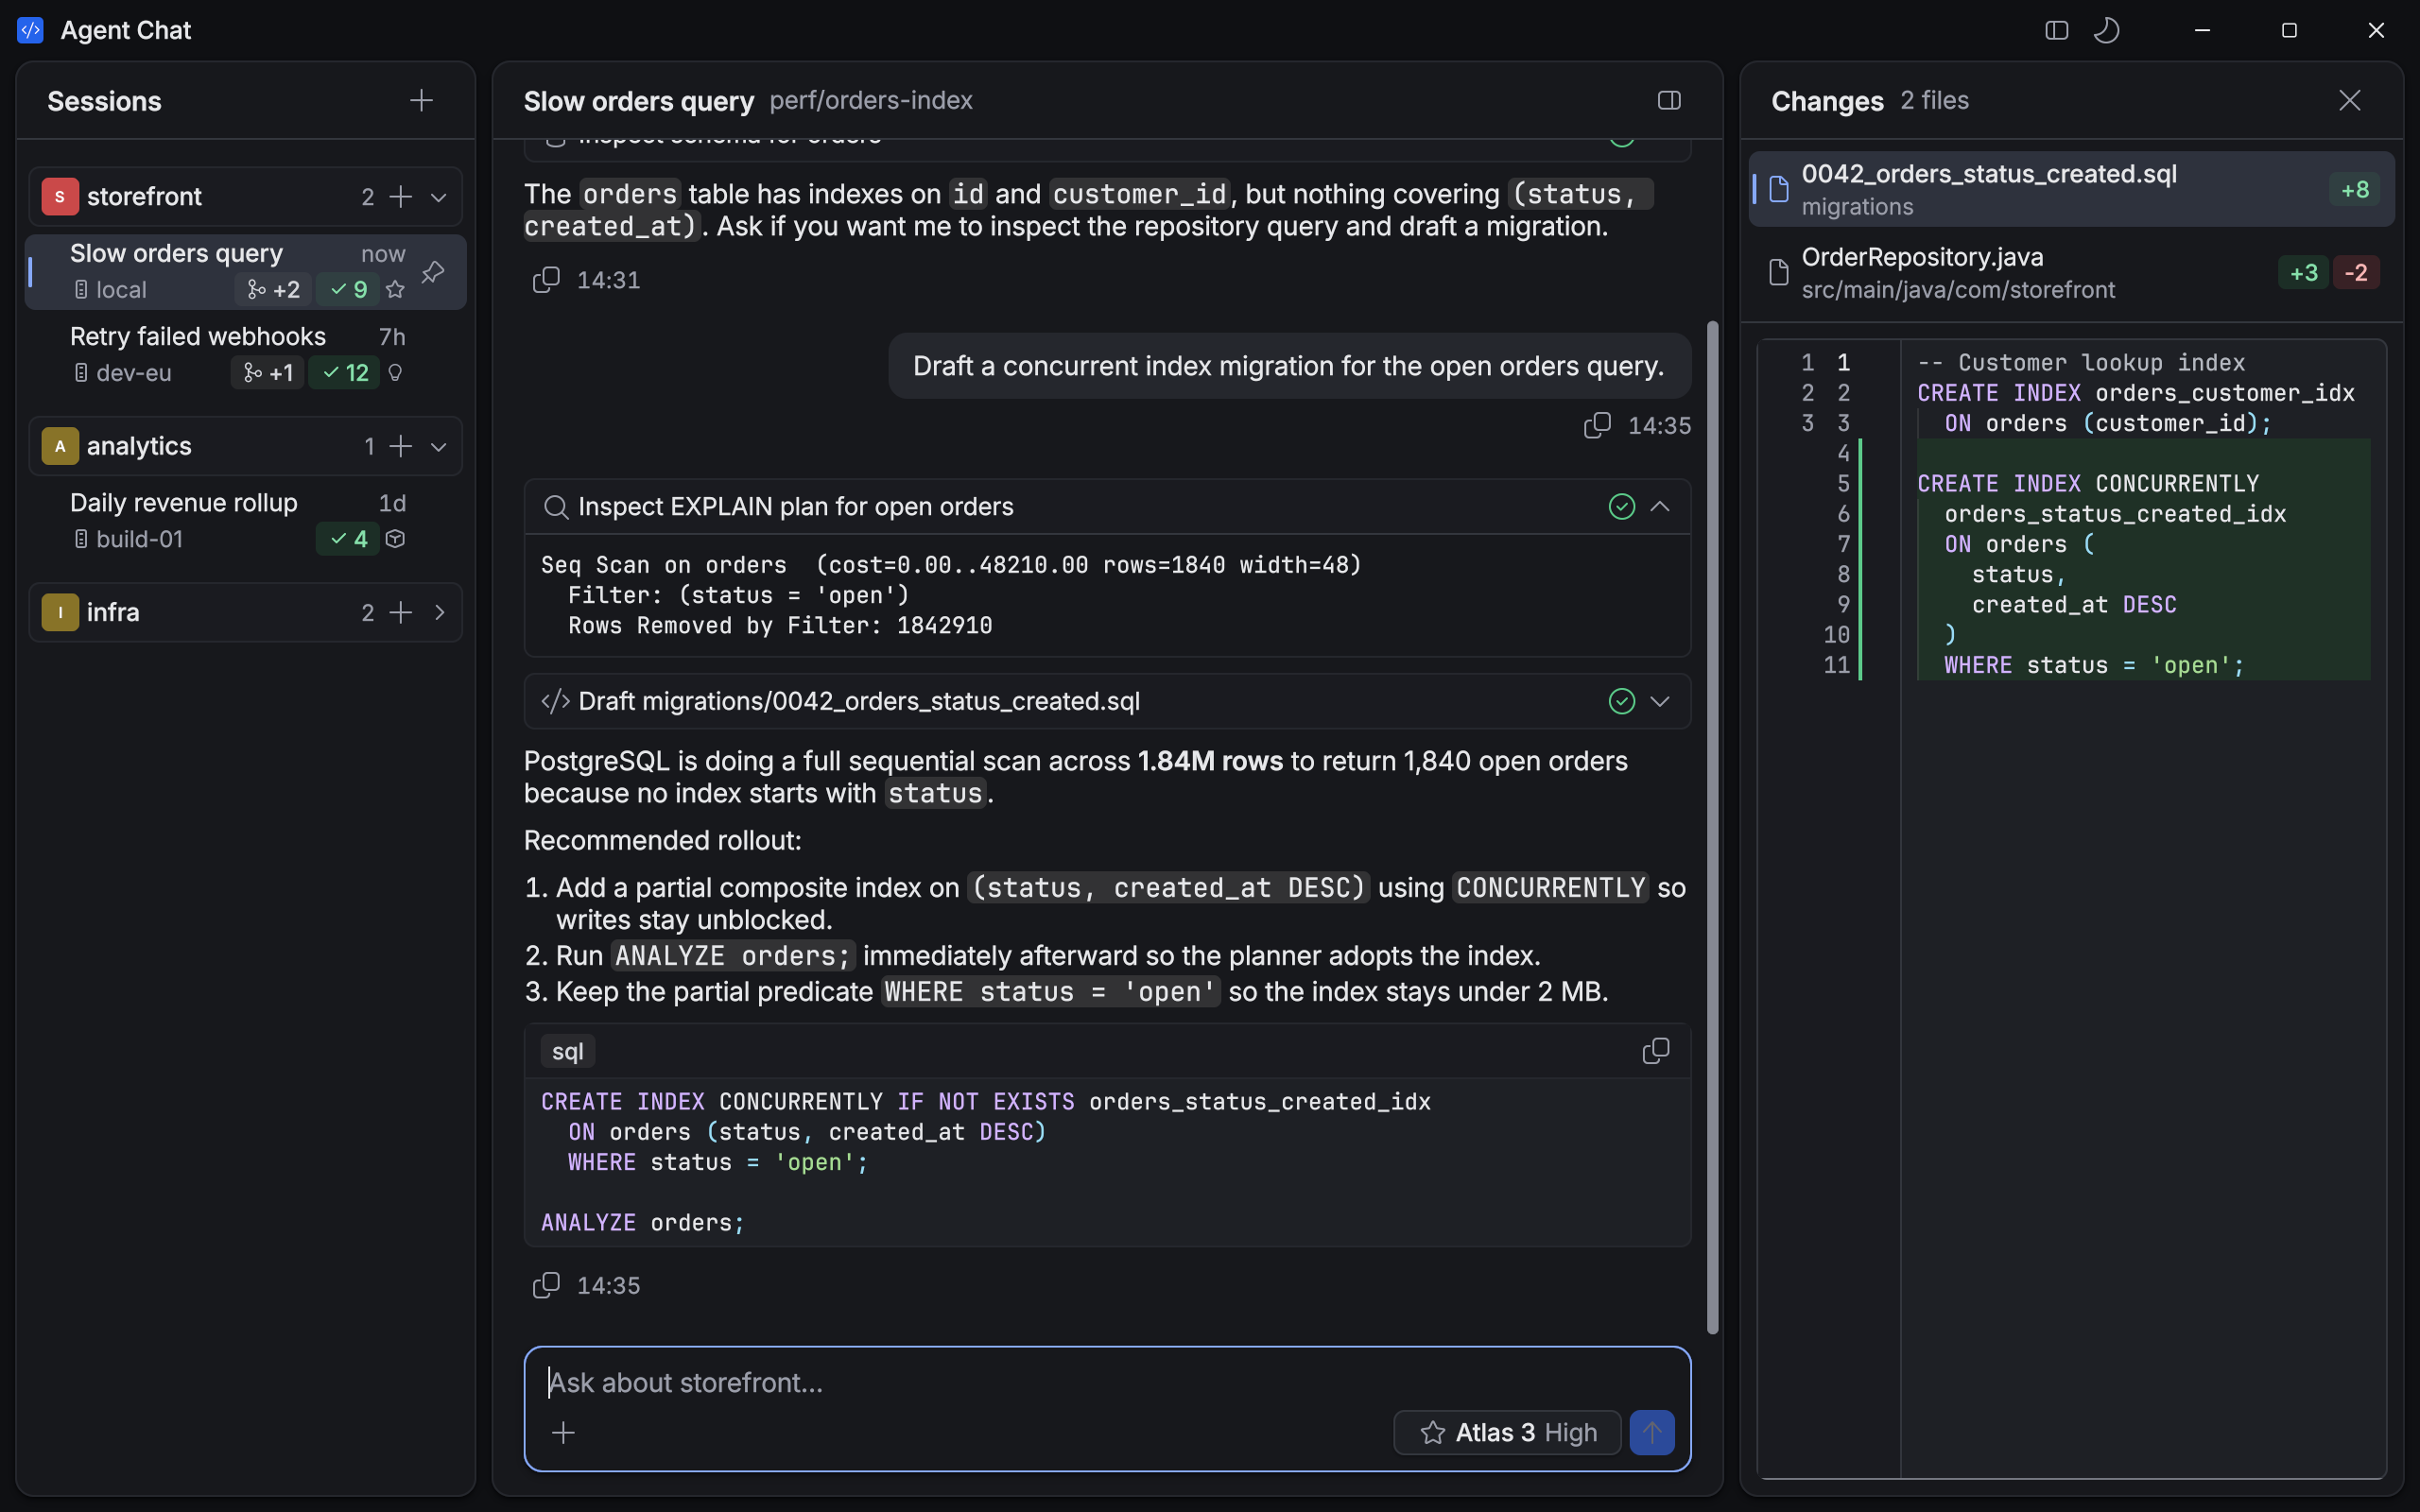 Agent Chat
Sessions
S storefront 2
Slow orders query now
local +2 9
Retry failed webhooks 7h
dev-eu +1 12
A analytics 1
Daily revenue rollup 1d
build-01 4
I infra 2
Slow orders query perf/orders-index
Inspect schema for orders
The orders table has indexes on id and customer_id, but nothing covering (status,
created_at). Ask if you want me to inspect the repository query and draft a migration.
14:31
Draft a concurrent index migration for the open orders query.
14:35
Inspect EXPLAIN plan for open orders
Seq Scan on orders  (cost=0.00..48210.00 rows=1840 width=48)
  Filter: (status = 'open')
  Rows Removed by Filter: 1842910
</> Draft migrations/0042_orders_status_created.sql
PostgreSQL is doing a full sequential scan across 1.84M rows to return 1,840 open orders
because no index starts with status.
Recommended rollout:
1. Add a partial composite index on (status, created_at DESC) using CONCURRENTLY so
writes stay unblocked.
2. Run ANALYZE orders; immediately afterward so the planner adopts the index.
3. Keep the partial predicate WHERE status = 'open' so the index stays under 2 MB.
sql
CREATE INDEX CONCURRENTLY IF NOT EXISTS orders_status_created_idx
  ON orders (status, created_at DESC)
  WHERE status = 'open';
ANALYZE orders;
14:35
Ask about storefront...
Atlas 3 High
Changes 2 files
0042_orders_status_created.sql
migrations
+8
OrderRepository.java
src/main/java/com/storefront
+3 -2
1 1 -- Customer lookup index
2 2 CREATE INDEX orders_customer_idx
3 3   ON orders (customer_id);
4
5 CREATE INDEX CONCURRENTLY
6   orders_status_created_idx
7   ON orders (
8     status,
9     created_at DESC
10   )
11   WHERE status = 'open';